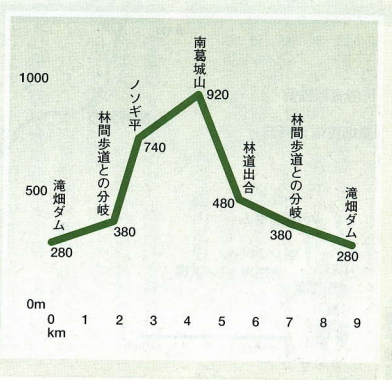 1000
500
0m
滝畑ダム
280
林間歩道との分岐
380
ノソギ平
740
南葛城山
920
林道出合
480
林間歩道との分岐
380
滝畑ダム
280
0 1 2 3 4 5 6 7 8 9
km